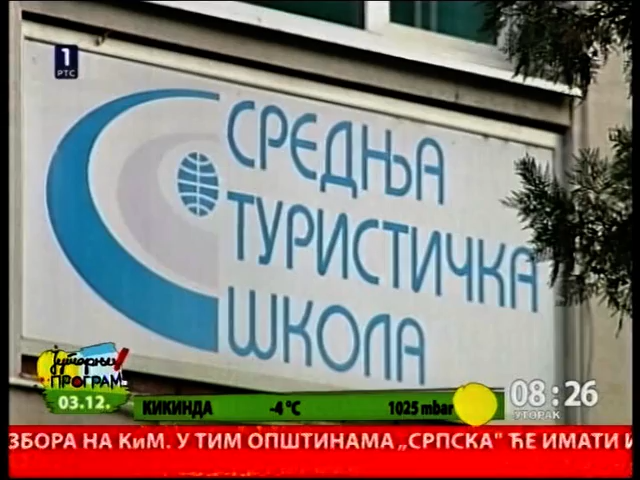 1
РТС
СРЕДЊА
ТУРИСТИЧКА
ШКОЛА
Јутарњи
ПРОГРАМ
03.12.
КИКИНДА -4 °C 1025 mbar
08:26
УТОРАК
ЗБОРА НА КиМ. У ТИМ ОПШТИНАМА „СРПСКА" ЋЕ ИМАТИ